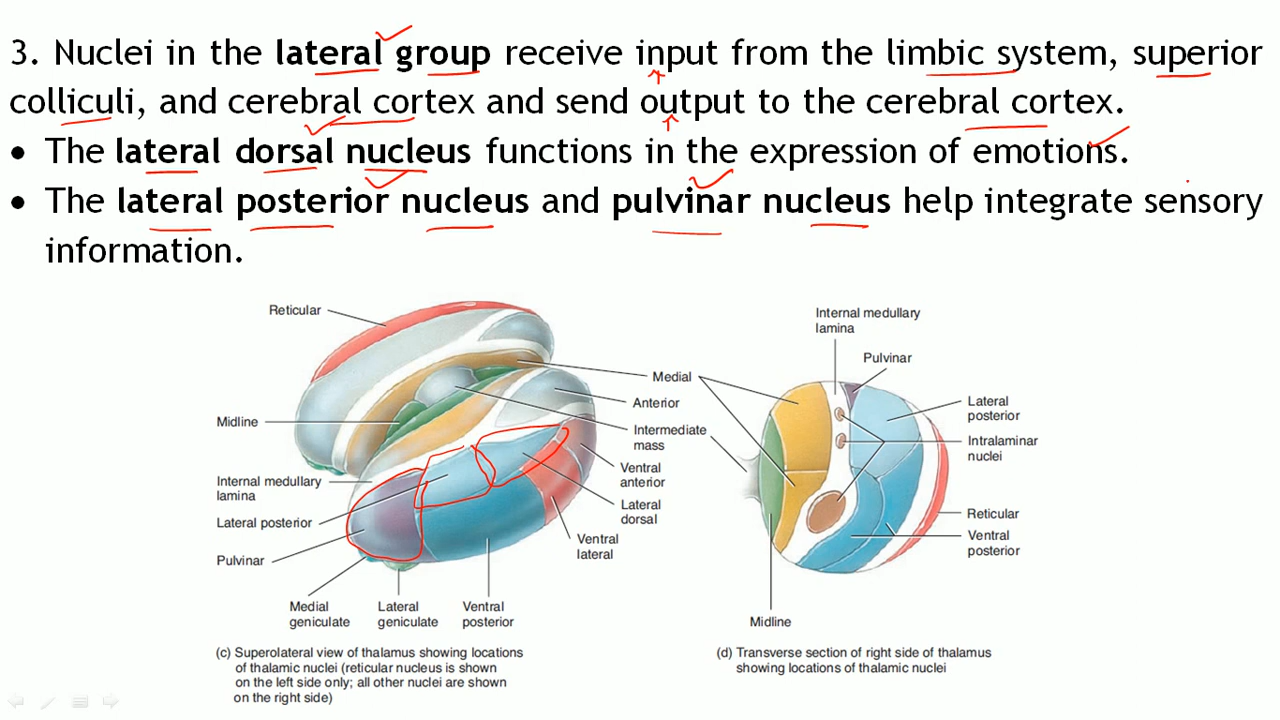 3. Nuclei in the lateral group receive input from the limbic system, superior
colliculi, and cerebral cortex and send output to the cerebral cortex.
• The lateral dorsal nucleus functions in the expression of emotions.
• The lateral posterior nucleus and pulvinar nucleus help integrate sensory
information.
Reticular
Midline
Internal medullary
lamina
Lateral posterior
Pulvinar
Medial
geniculate
Lateral
geniculate
Ventral
posterior
Medial
Anterior
Intermediate
mass
Ventral
anterior
Lateral
dorsal
Ventral
lateral
(c) Superolateral view of thalamus showing locations
of thalamic nuclei (reticular nucleus is shown
on the left side only; all other nuclei are shown
on the right side)
Internal medullary
lamina
Pulvinar
Lateral
posterior
Intralaminar
nuclei
Reticular
Ventral
posterior
Midline
(d) Transverse section of right side of thalamus
showing locations of thalamic nuclei